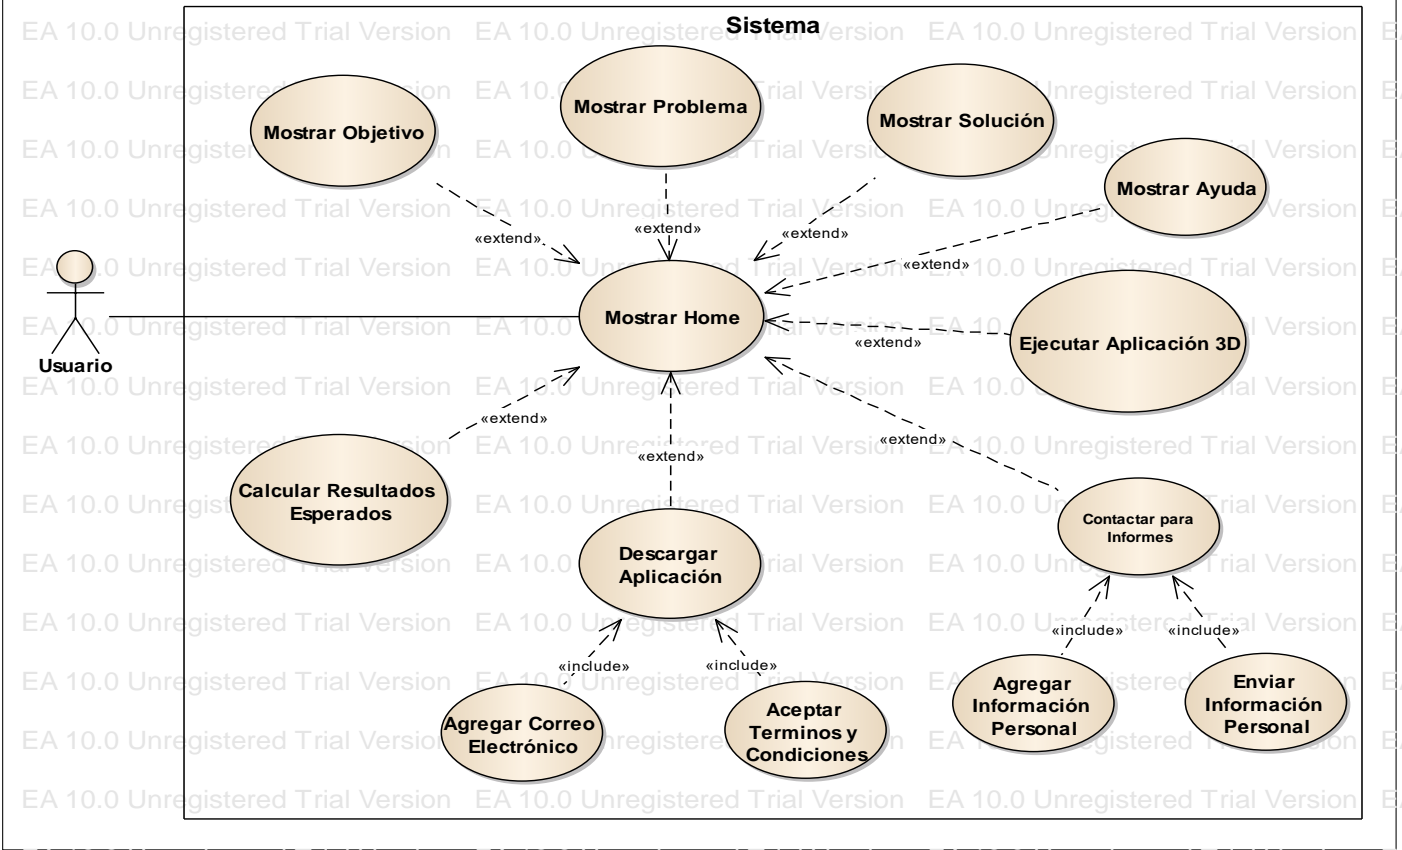 Sistema
Mostrar Objetivo
Mostrar Problema
Mostrar Solución
Mostrar Ayuda
«extend»
«extend»
«extend»
«extend»
Usuario
Mostrar Home
Ejecutar Aplicación 3D
«extend»
«extend»
«extend»
«extend»
Calcular Resultados
Esperados
Descargar
Aplicación
Contactar para
Informes
«include»
«include»
«include»
«include»
Agregar Correo
Electrónico
Aceptar
Terminos y
Condiciones
Agregar
Información
Personal
Enviar
Información
Personal
EA 10.0 Unregistered Trial Version